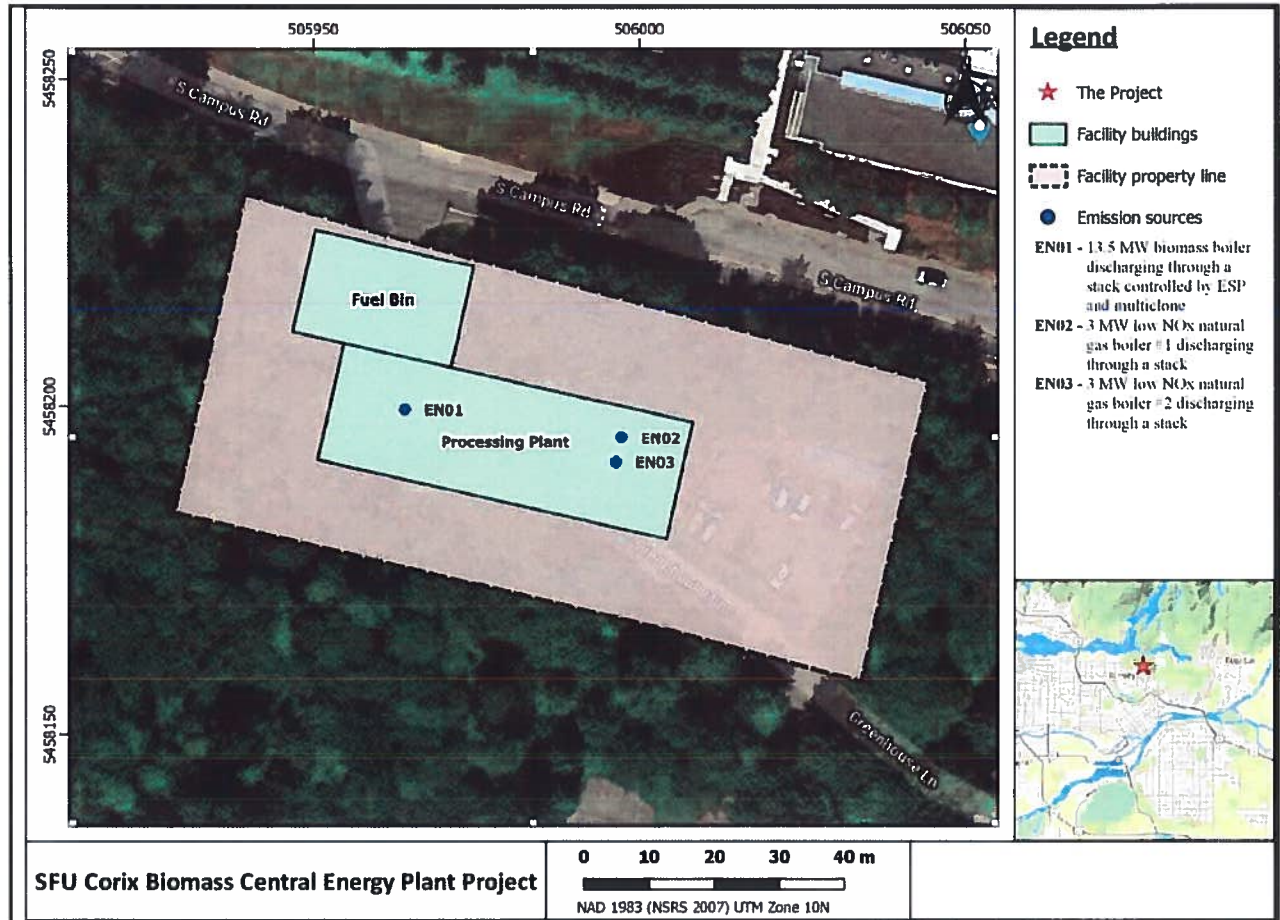 505950
506000
506050
5458250
5458200
5458150
S Campus Rd
S Campus Rd
S Campus Rd
Fuel Bin
EN01
Processing Plant
EN02
EN03
Greenhouse Ln
Legend
The Project
Facility buildings
Facility property line
Emission sources
EN01 - 13.5 MW biomass boiler
discharging through a
stack controlled by ESP
and multiclone
EN02 - 3 MW low NOx natural
gas boiler #1 discharging
through a stack
EN03 - 3 MW low NOx natural
gas boiler #2 discharging
through a stack
SFU Corix Biomass Central Energy Plant Project
0 10 20 30 40 m
NAD 1983 (NSRS 2007) UTM Zone 10N